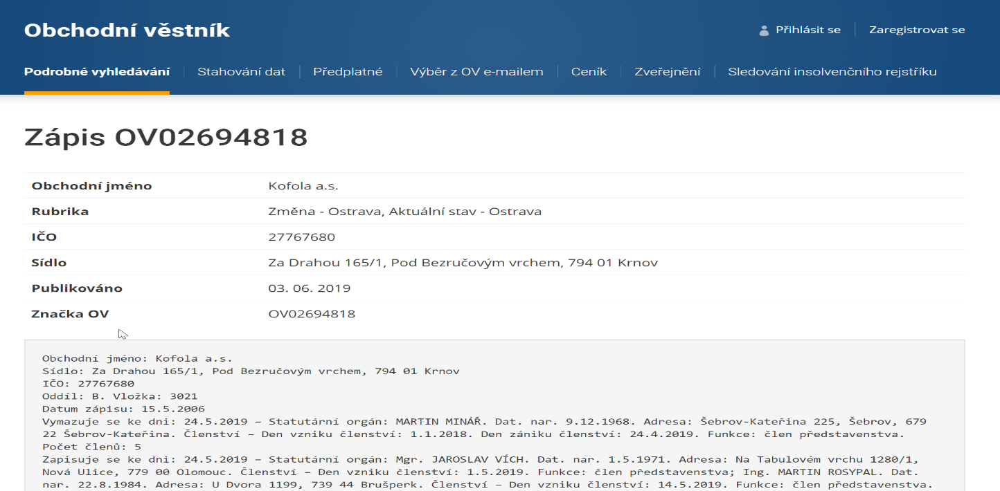 Obchodní věstník
Přihlásit se
Zaregistrovat se
Podrobné vyhledávání
Stahování dat
Předplatné
Výběr z OV e-mailem
Ceník
Zveřejnění
Sledování insolvenčního rejstříku
Zápis OV02694818
Obchodní jméno Kofola a.s.
Rubrika Změna - Ostrava, Aktuální stav - Ostrava
IČO 27767680
Sídlo Za Drahou 165/1, Pod Bezručovým vrchem, 794 01 Krnov
Publikováno 03. 06. 2019
Značka OV OV02694818
Obchodní jméno: Kofola a.s.
Sídlo: Za Drahou 165/1, Pod Bezručovým vrchem, 794 01 Krnov
IČO: 27767680
Oddíl: B. Vložka: 3021
Datum zápisu: 15.5.2006
Vymazuje se ke dni: 24.5.2019 – Statutární orgán: MARTIN MINÁŘ. Dat. nar. 9.12.1968. Adresa: Šebrov-Kateřina 225, Šebrov, 679
22 Šebrov-Kateřina. Členství – Den vzniku členství: 1.1.2018. Den zániku členství: 24.4.2019. Funkce: člen představenstva.
Počet členů: 5
Zapisuje se ke dni: 24.5.2019 – Statutární orgán: Mgr. JAROSLAV VÍCH. Dat. nar. 1.5.1971. Adresa: Na Tabulovém vrchu 1280/1,
Nová Ulice, 779 00 Olomouc. Členství – Den vzniku členství: 1.5.2019. Funkce: člen představenstva; Ing. MARTIN ROSYPAL. Dat.
nar. 22.8.1984. Adresa: U Dvora 1199, 739 44 Brušperk. Členství – Den vzniku členství: 14.5.2019. Funkce: člen představenstva.